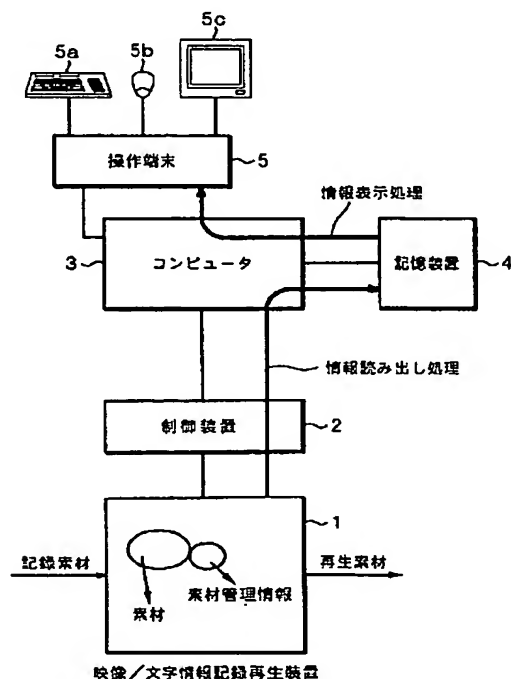 5a
5b
5c
操作端末
5
情報表示処理
3
コンピュータ
記憶装置
4
情報読み出し処理
制御装置
2
1
記録素材
再生素材
素材
素材管理情報
映像/文字情報記録再生装置